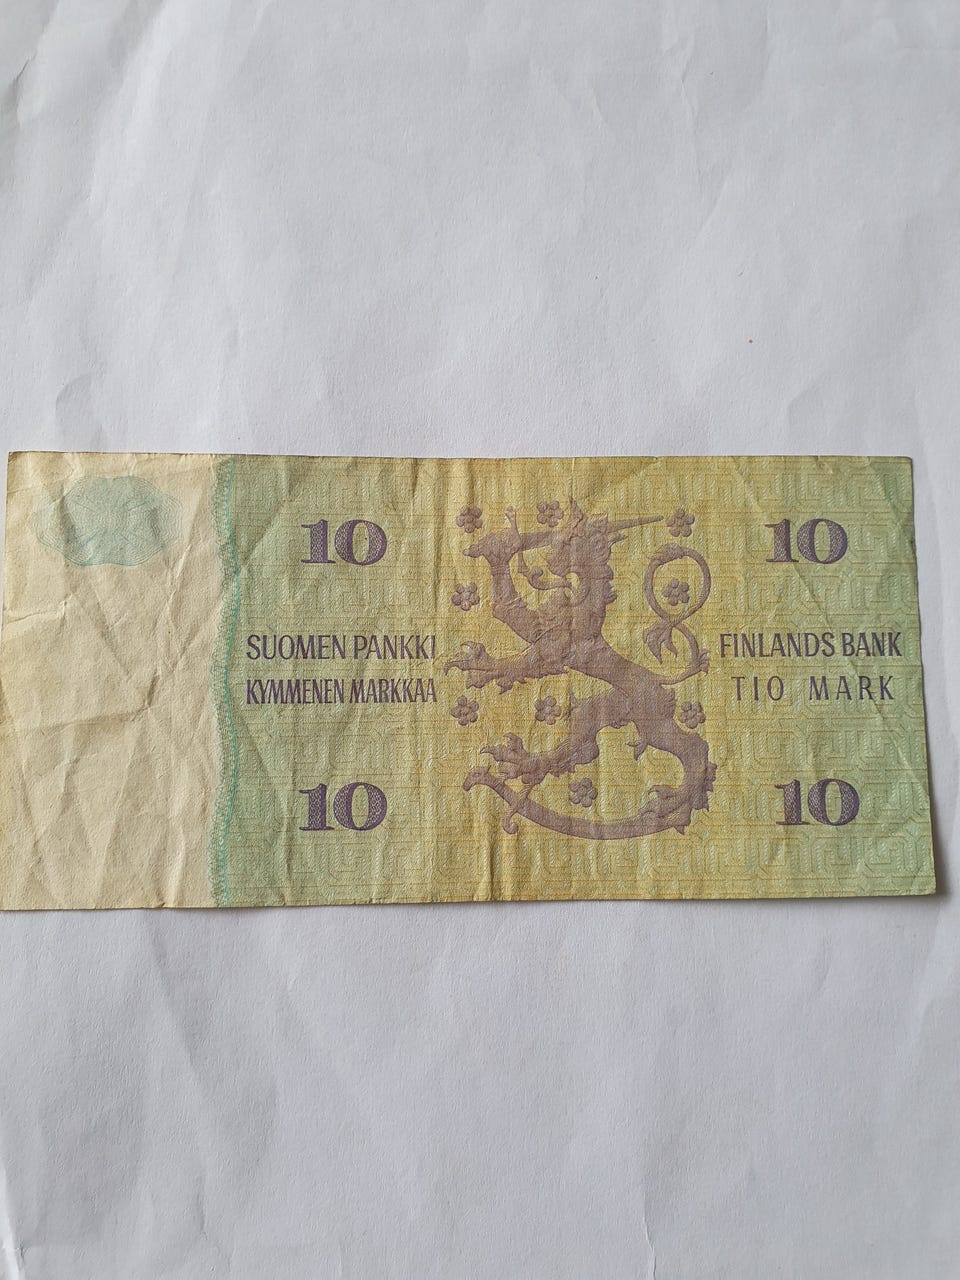 10
10
SUOMEN PANKKI
KYMMENEN MARKKAA
FINLANDS BANK
TIO MARK
10
10